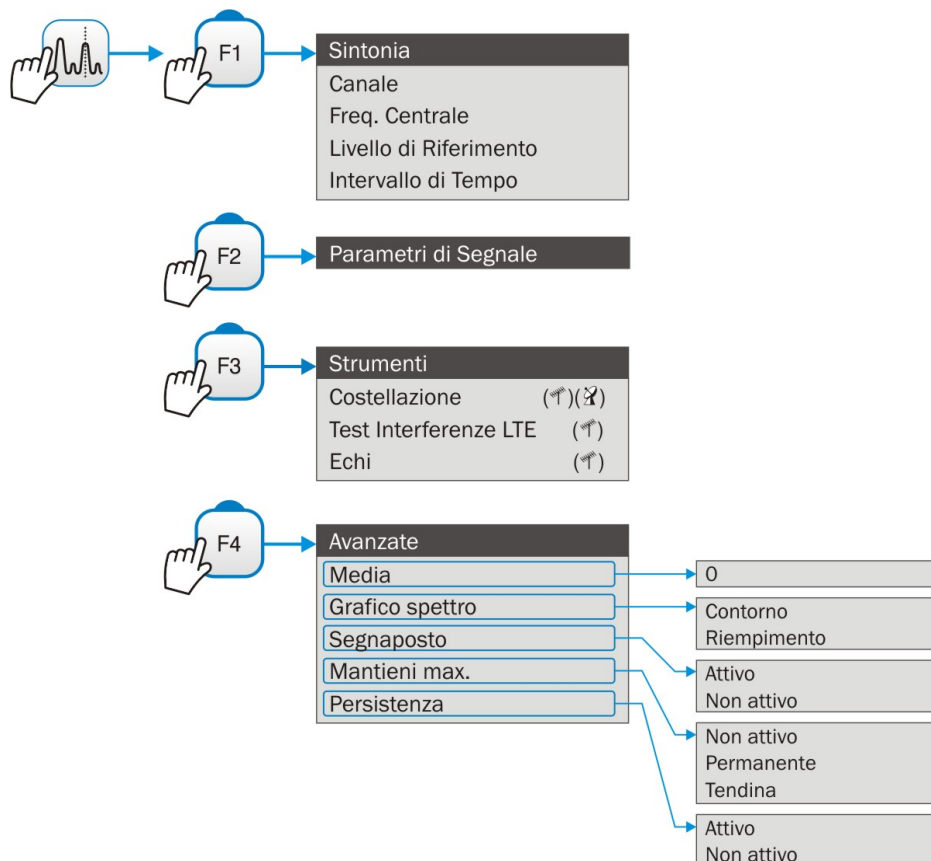 F1
Sintonia
Canale
Freq. Centrale
Livello di Riferimento
Intervallo di Tempo
F2
Parametri di Segnale
F3
Strumenti
Costellazione ( )( )
Test Interferenze LTE ( )
Echi ( )
F4
Avanzate
Media
Grafico spettro
Segnaposto
Mantieni max.
Persistenza
0
Contorno
Riempimento
Attivo
Non attivo
Non attivo
Permanente
Tendina
Attivo
Non attivo